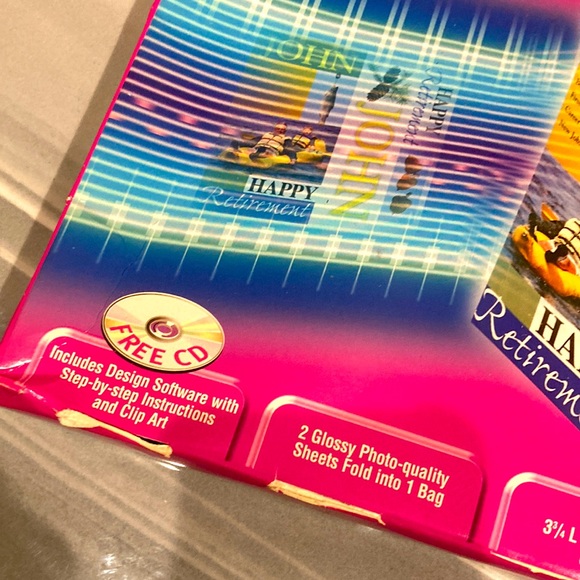 JOHN
HAPPY
Retirement
JOHN
HAPPY
Retirement
HA
Retirem
FREE CD
Includes Design Software with
Step-by-step Instructions
and Clip Art
2 Glossy Photo-quality
Sheets Fold into 1 Bag
3¾ L